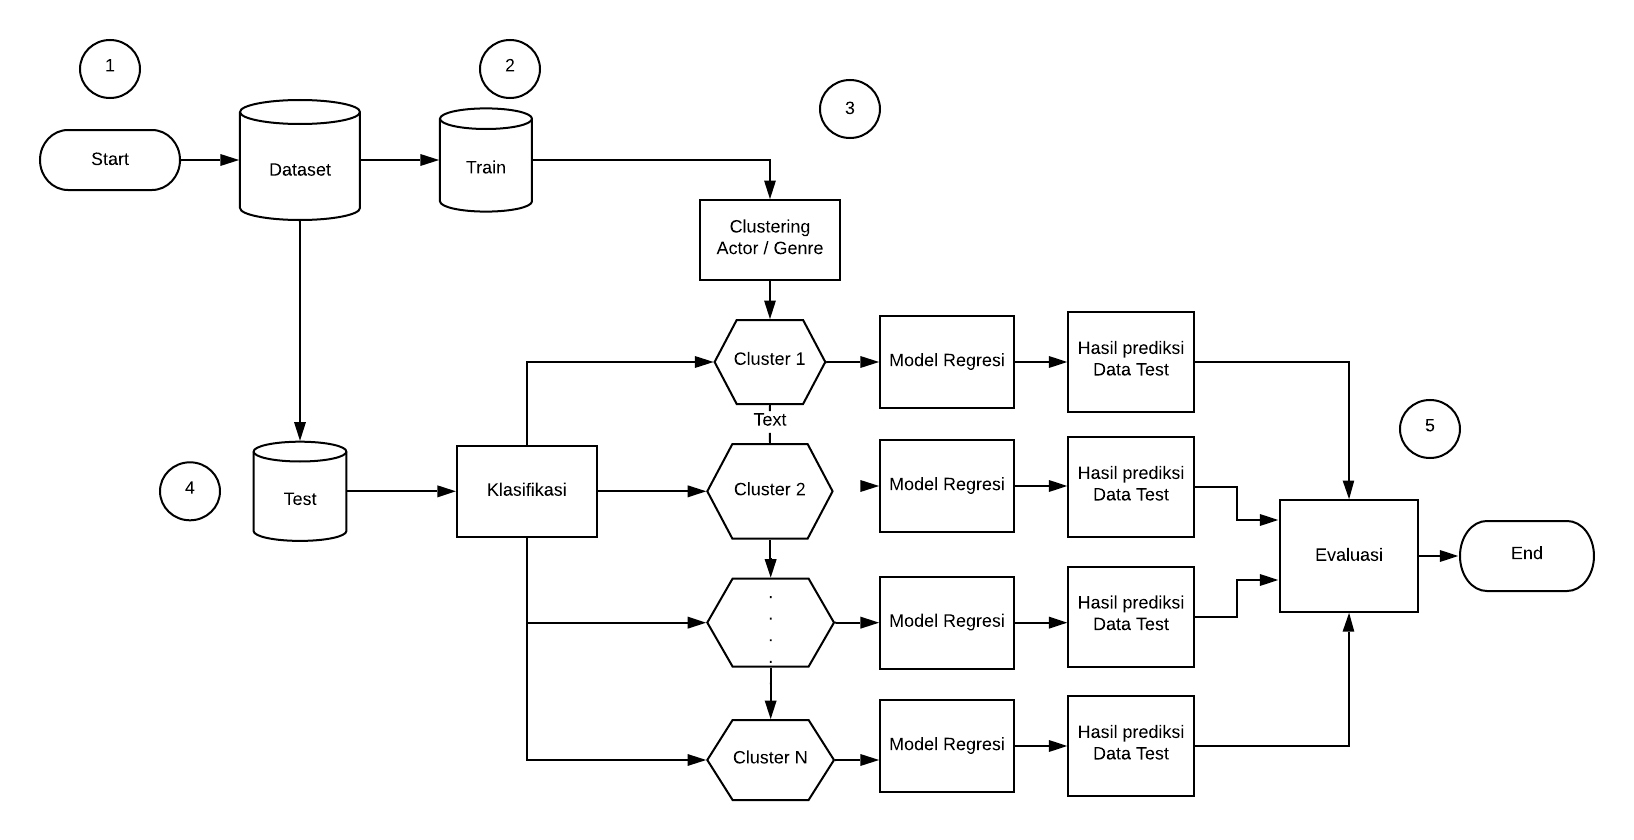 1
2
3
Start
Dataset
Train
Clustering
Actor / Genre
Cluster 1
Model Regresi
Hasil prediksi
Data Test
Text
5
4
Test
Klasifikasi
Cluster 2
Model Regresi
Hasil prediksi
Data Test
Evaluasi
End
.
.
.
.
Model Regresi
Hasil prediksi
Data Test
Cluster N
Model Regresi
Hasil prediksi
Data Test